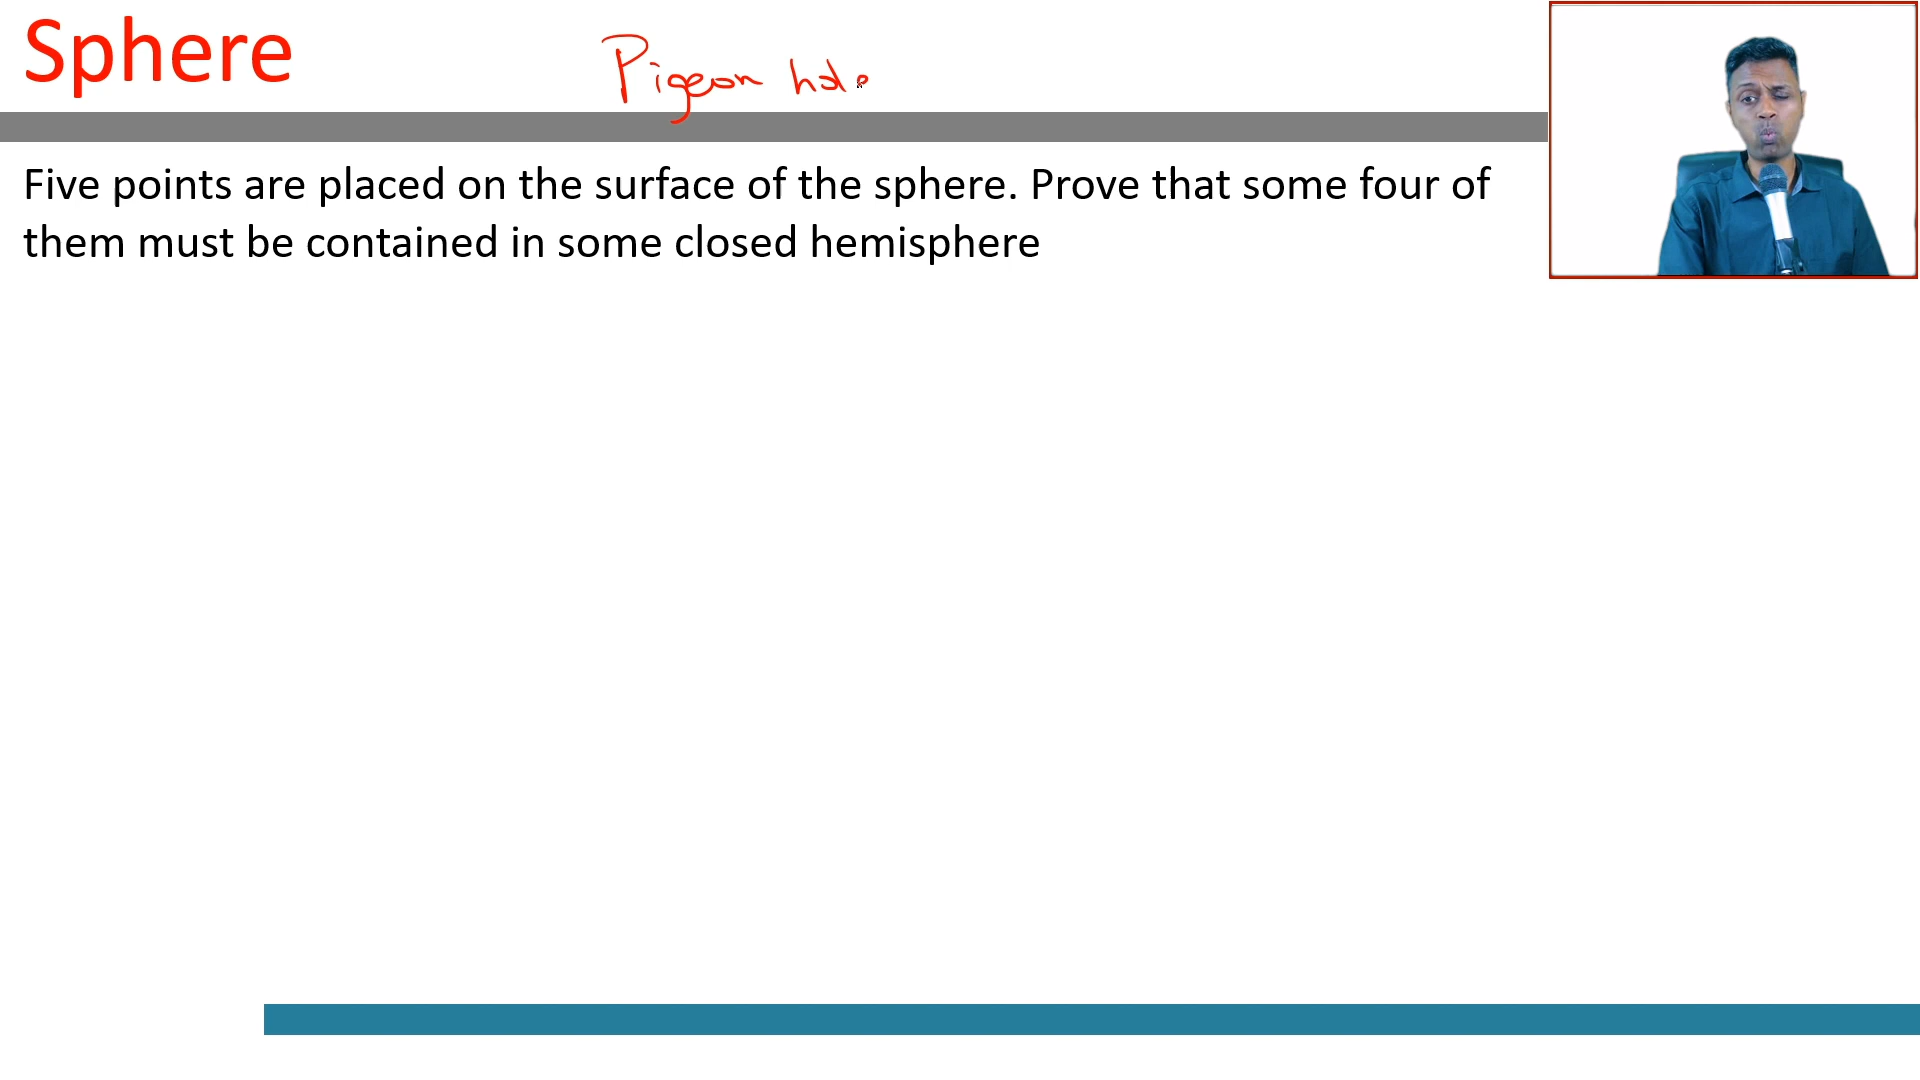 Sphere
Pigeon hole
Five points are placed on the surface of the sphere. Prove that some four of
them must be contained in some closed hemisphere